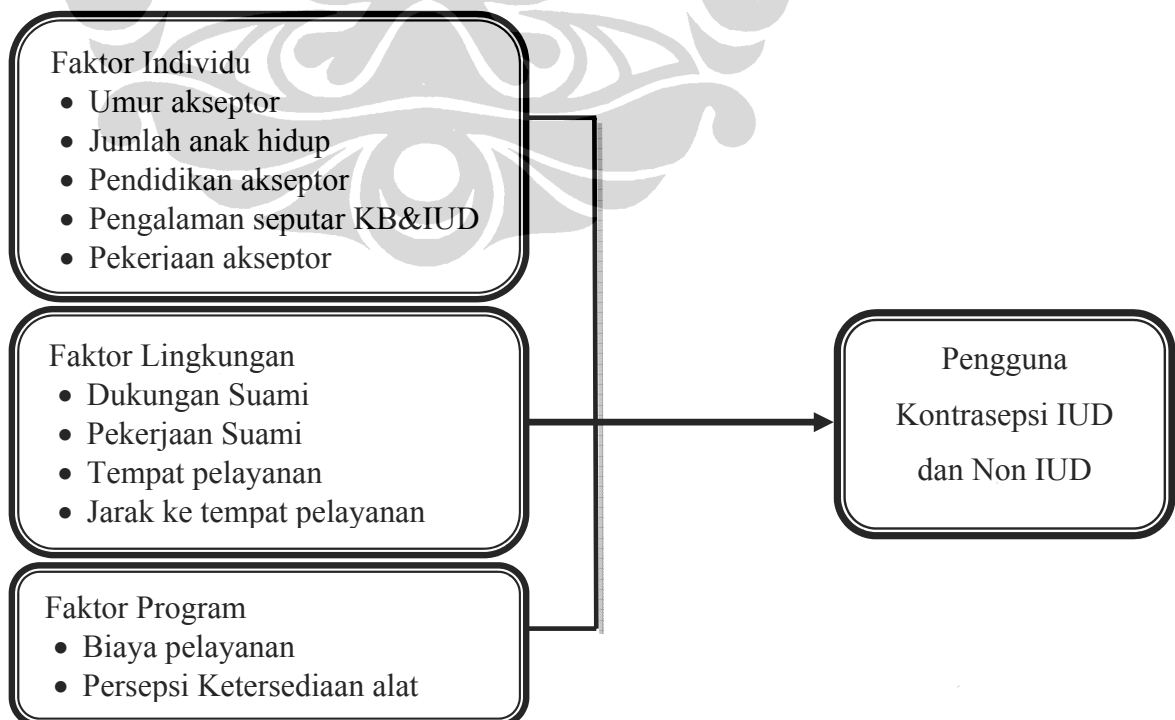 Faktor Individu
• Umur akseptor
• Jumlah anak hidup
• Pendidikan akseptor
• Pengalaman seputar KB&IUD
• Pekerjaan akseptor
Faktor Lingkungan
• Dukungan Suami
• Pekerjaan Suami
• Tempat pelayanan
• Jarak ke tempat pelayanan
Faktor Program
• Biaya pelayanan
• Persepsi Ketersediaan alat
Pengguna
Kontrasepsi IUD
dan Non IUD